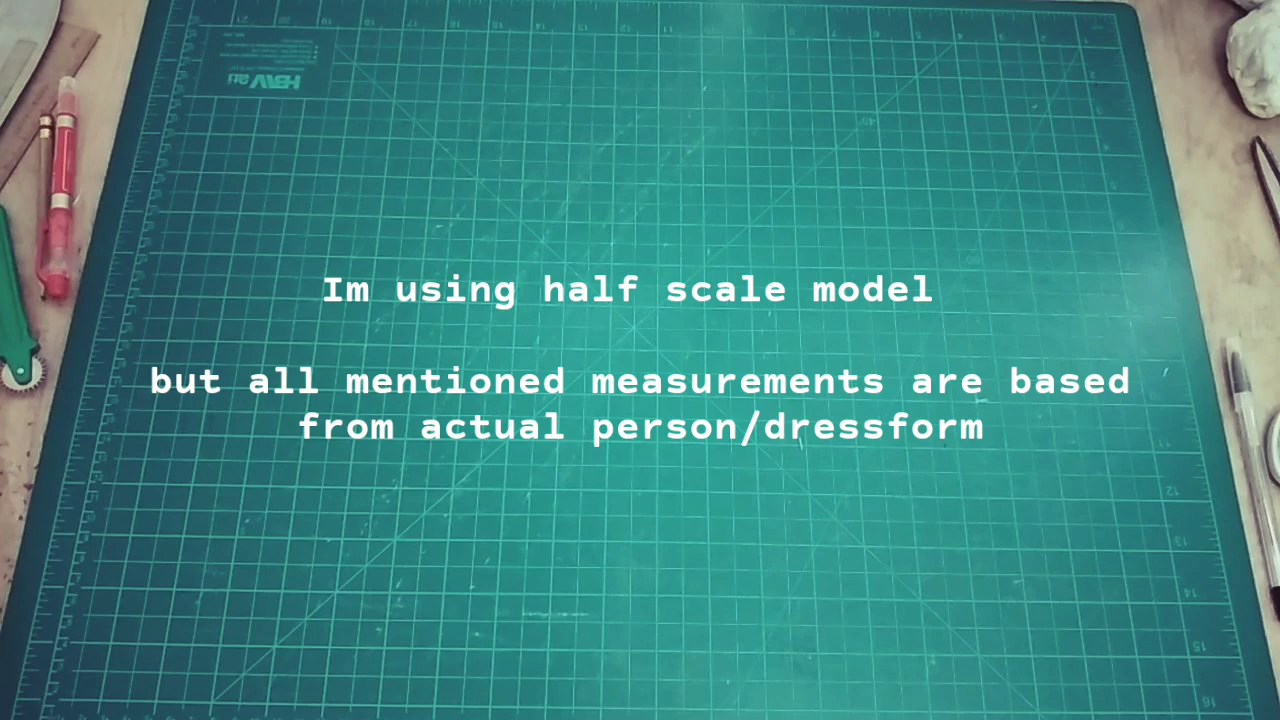 Im using half scale model
but all mentioned measurements are based
from actual person/dressform